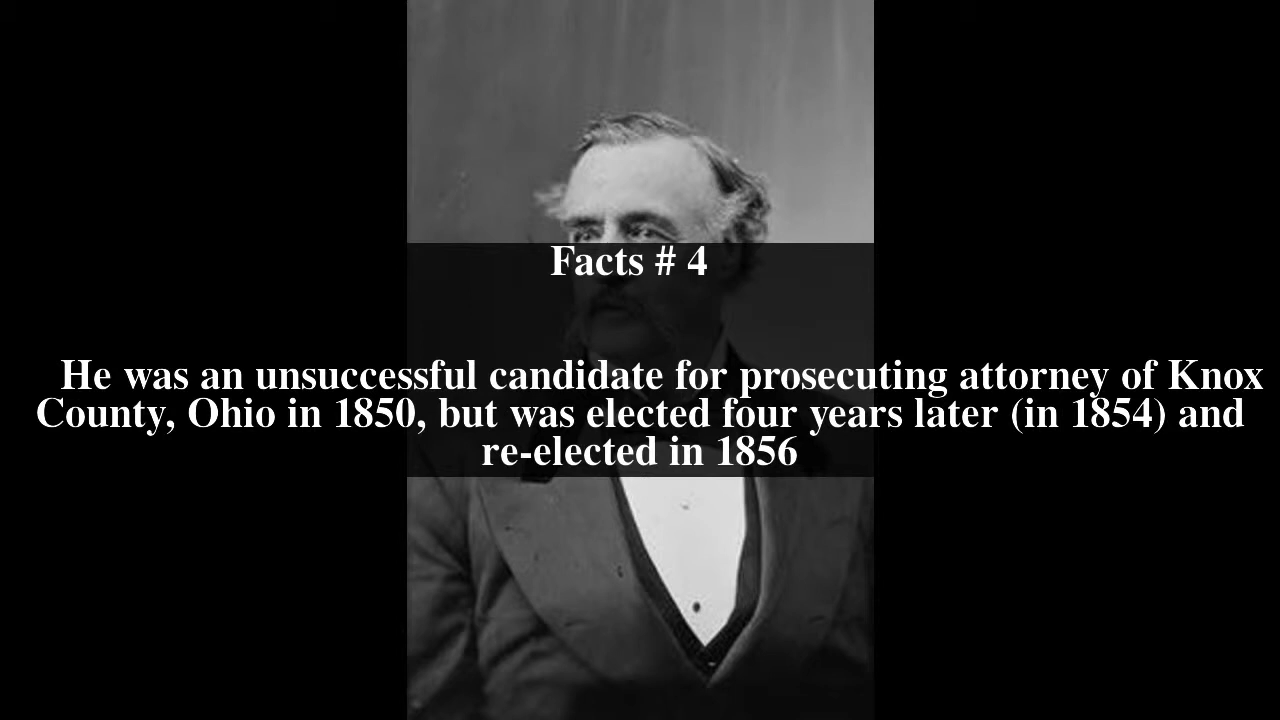 Facts # 4
He was an unsuccessful candidate for prosecuting attorney of Knox
County, Ohio in 1850, but was elected four years later (in 1854) and
re-elected in 1856